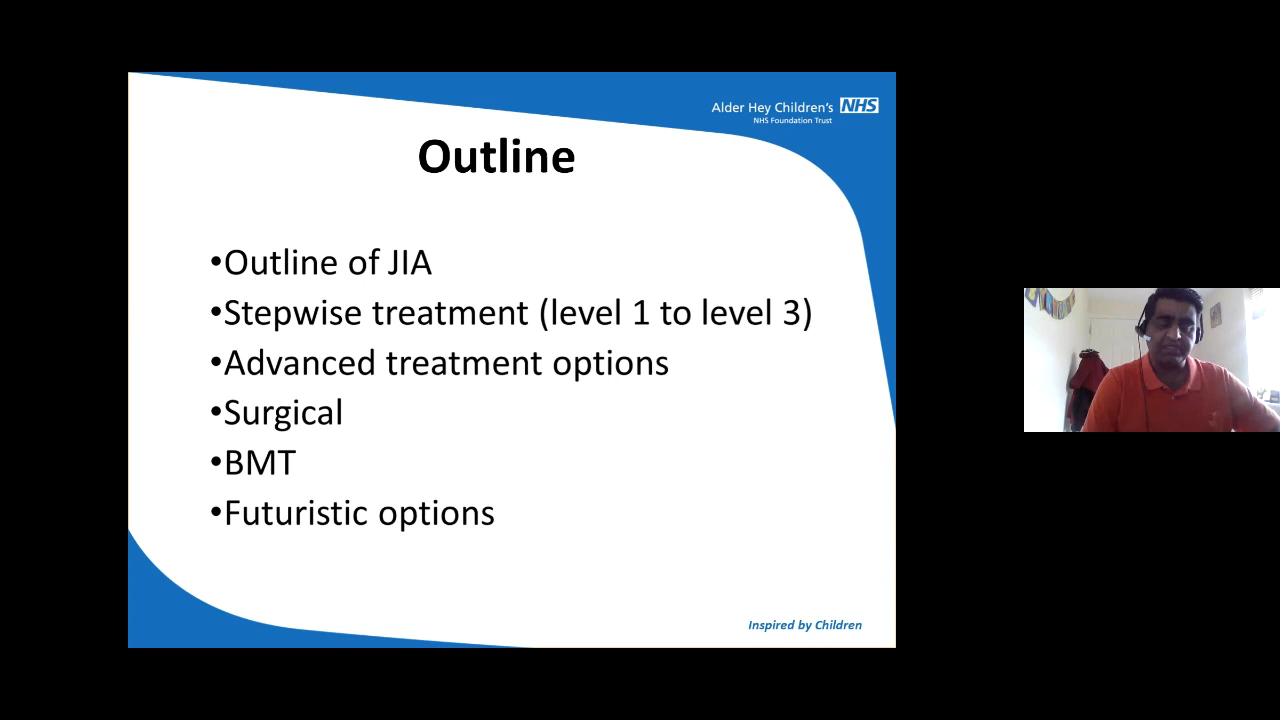 Alder Hey Children's NHS
NHS Foundation Trust
Outline
•Outline of JIA
•Stepwise treatment (level 1 to level 3)
•Advanced treatment options
•Surgical
•BMT
•Futuristic options
Inspired by Children